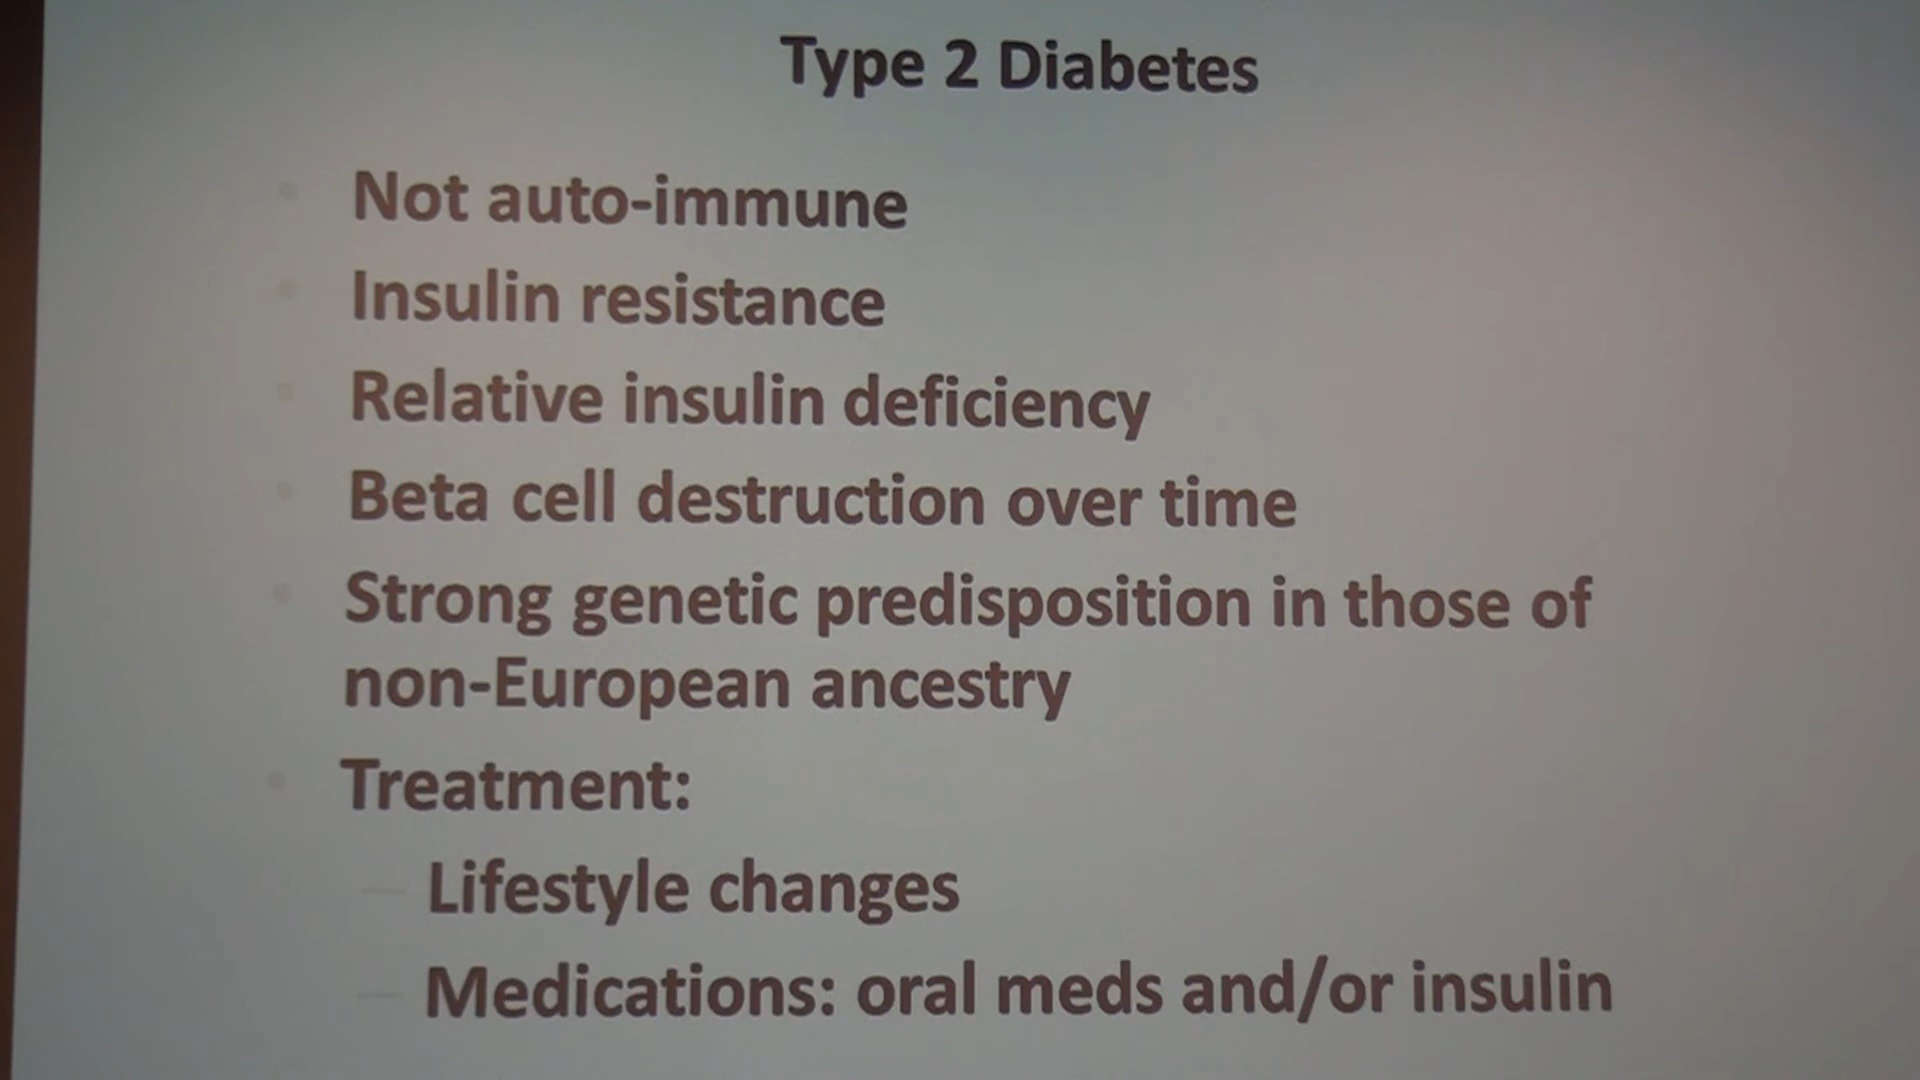 Type 2 Diabetes
• Not auto-immune
• Insulin resistance
• Relative insulin deficiency
• Beta cell destruction over time
• Strong genetic predisposition in those of
non-European ancestry
• Treatment:
— Lifestyle changes
— Medications: oral meds and/or insulin